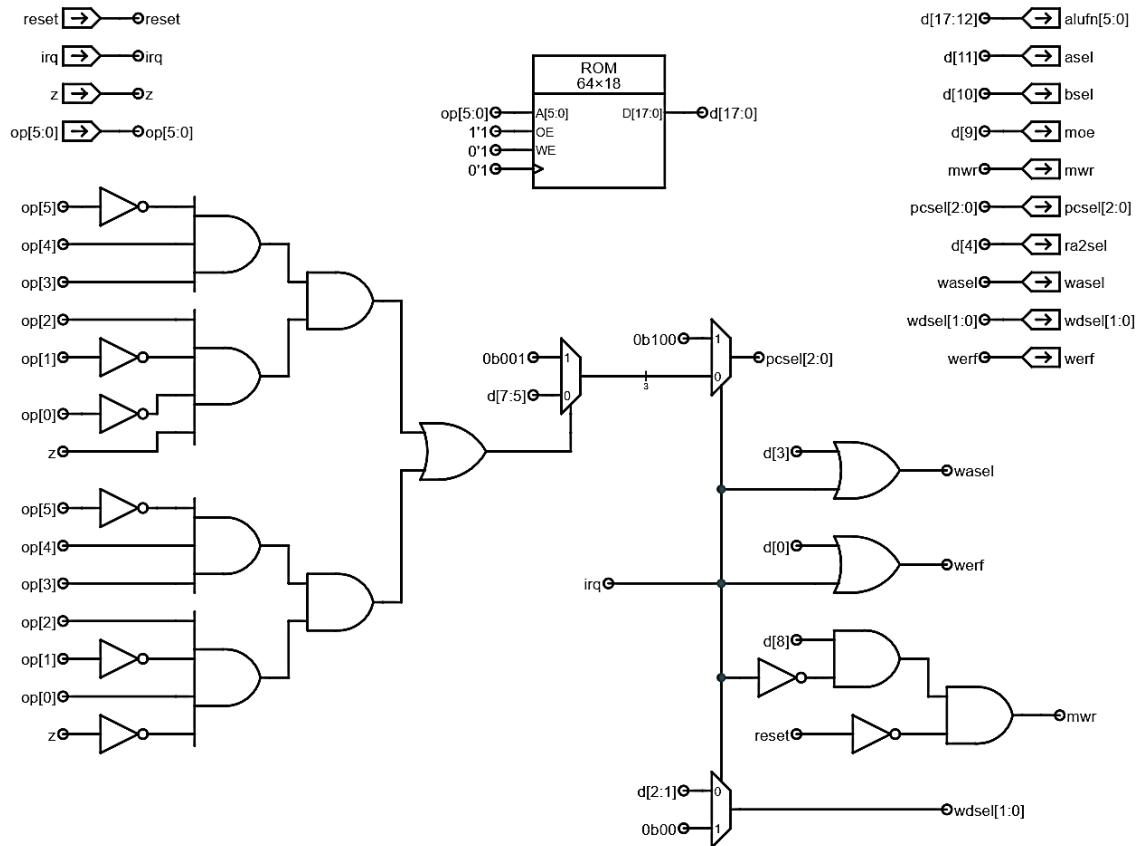 reset
reset
irq
irq
z
z
op[5:0]
op[5:0]
ROM
64×18
op[5:0]
A[5:0]
D[17:0]
d[17:0]
1'1
OE
0'1
WE
0'1
d[17:12]
alufn[5:0]
d[11]
asel
d[10]
bsel
d[9]
moe
mwr
mwr
pcsel[2:0]
pcsel[2:0]
d[4]
ra2sel
wasel
wasel
wdsel[1:0]
wdsel[1:0]
werf
werf
op[5]
op[4]
op[3]
op[2]
op[1]
op[0]
z
op[5]
op[4]
op[3]
op[2]
op[1]
op[0]
z
0b001
1
d[7:5]
0
3
0b100
1
0
pcsel[2:0]
d[3]
wasel
d[0]
werf
irq
d[8]
reset
mwr
d[2:1]
0
0b00
1
wdsel[1:0]